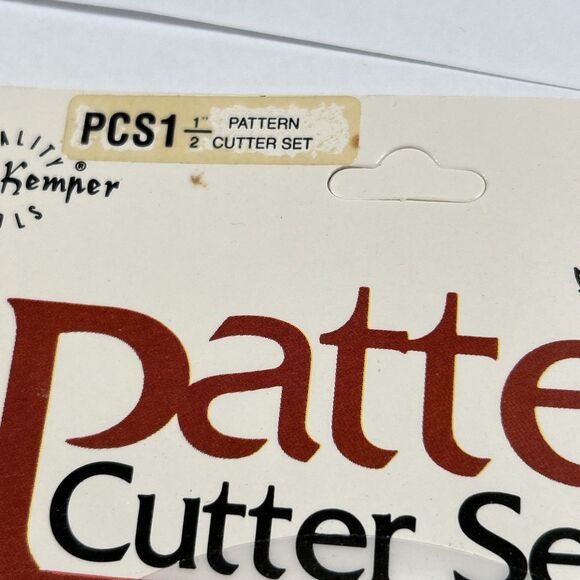 PCS1 1/2" PATTERN
CUTTER SET
Kemper®
Patte
Cutter Se